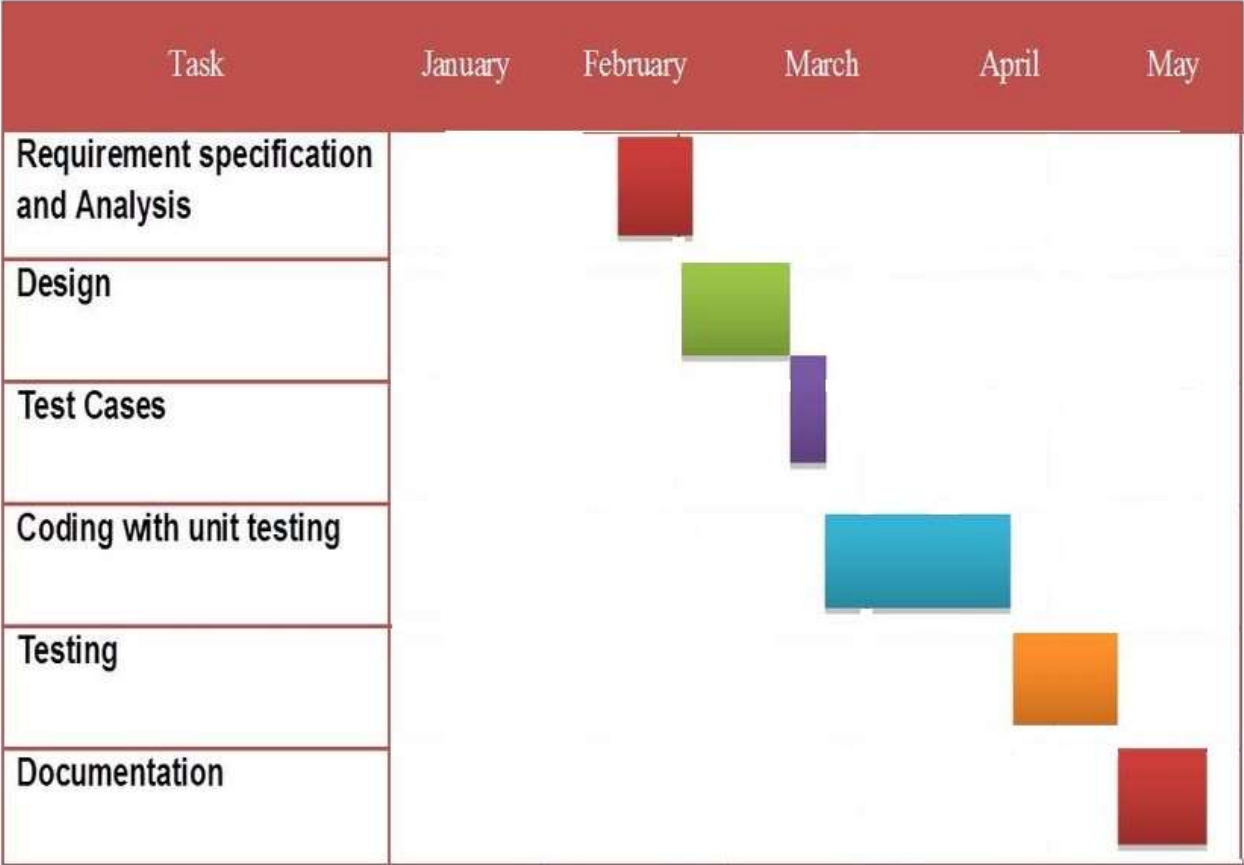 Task January February March April May
Requirement specification
and Analysis
Design
Test Cases
Coding with unit testing
Testing
Documentation